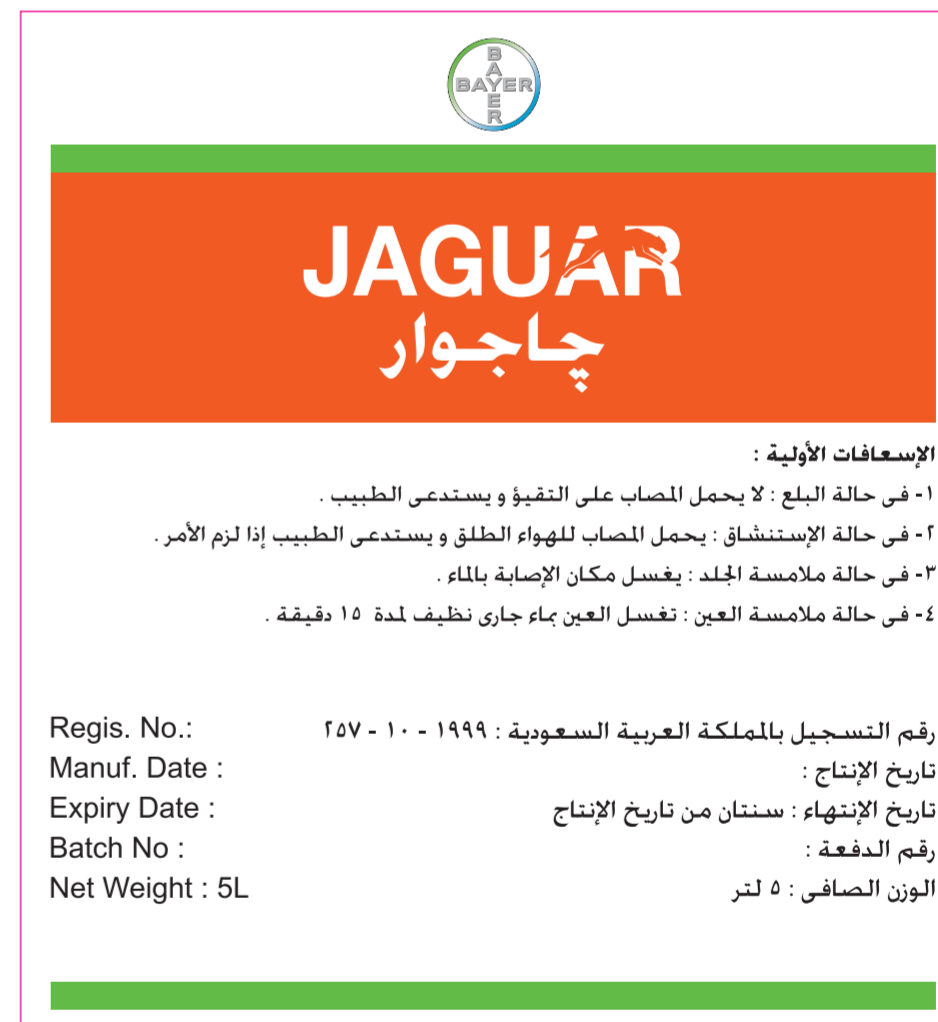 BAYER
BAYER
JAGUAR
چاجوار
الإسعافات الأولية :
١- فى حالة البلع : لا يحمل المصاب على التقيؤ و يستدعى الطبيب .
٢- فى حالة الإستنشاق : يحمل المصاب للهواء الطلق و يستدعى الطبيب إذا لزم الأمر .
٣- فى حالة ملامسة الجلد : يغسل مكان الإصابة بالماء .
٤- فى حالة ملامسة العين : تغسل العين بماء جارى نظيف لمدة ١٥ دقيقة .
Regis. No.: رقم التسجيل بالمملكة العربية السعودية : ١٩٩٩ - ١٠ - ٢٥٧
Manuf. Date : تاريخ الإنتاج :
Expiry Date : تاريخ الإنتهاء : سنتان من تاريخ الإنتاج
Batch No : رقم الدفعة :
Net Weight : 5L الوزن الصافى : ٥ لتر